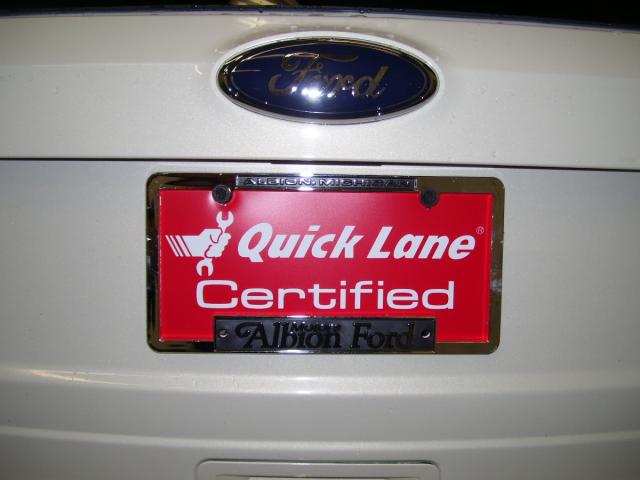 Ford
ALBION, MICHIGAN
Quick Lane®
Certified
Albion Ford